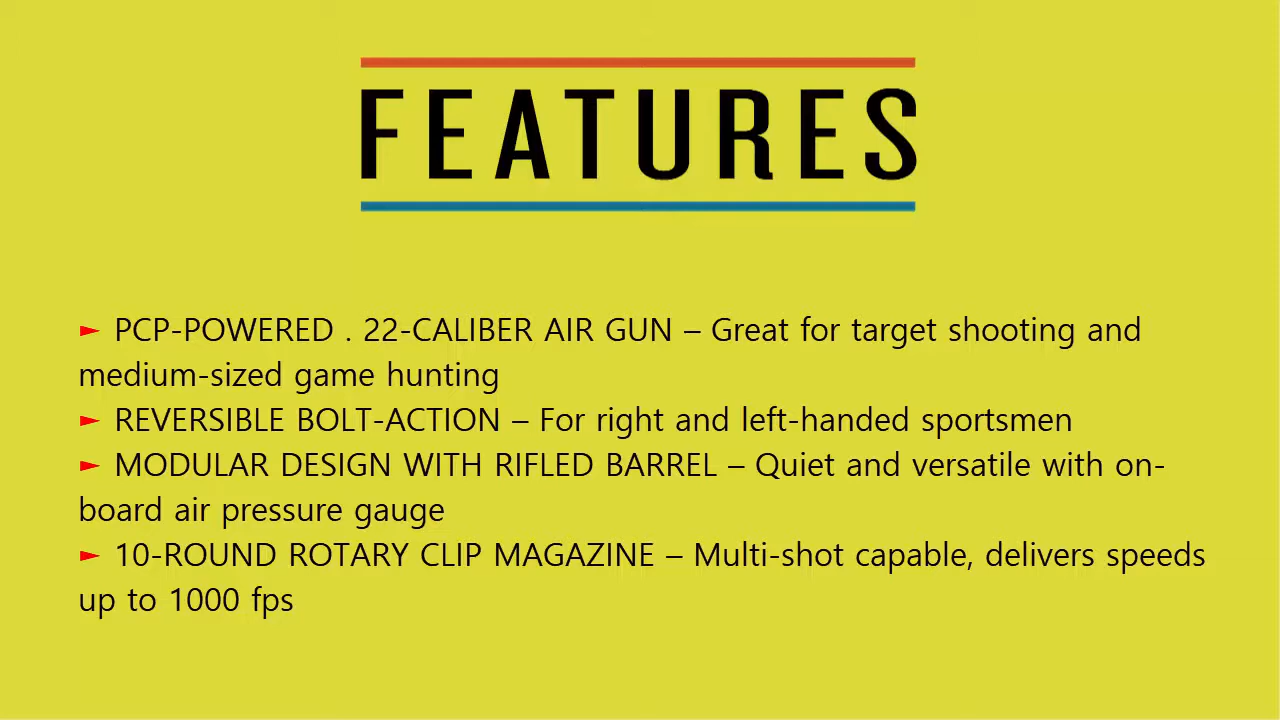 FEATURES
► PCP-POWERED . 22-CALIBER AIR GUN – Great for target shooting and
medium-sized game hunting
► REVERSIBLE BOLT-ACTION – For right and left-handed sportsmen
► MODULAR DESIGN WITH RIFLED BARREL – Quiet and versatile with on-
board air pressure gauge
► 10-ROUND ROTARY CLIP MAGAZINE – Multi-shot capable, delivers speeds
up to 1000 fps